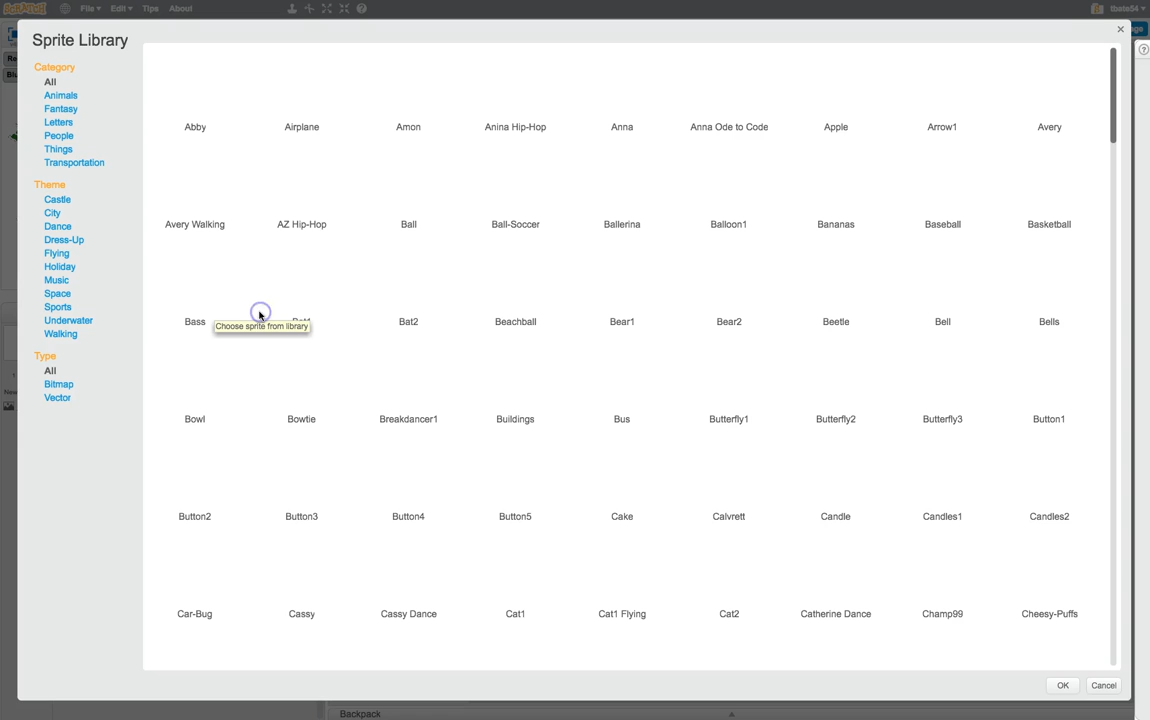 SCRATCH File Edit Tips About tbate54
Sprite Library
Category
All
Animals
Fantasy
Letters
People
Things
Transportation
Theme
Castle
City
Dance
Dress-Up
Flying
Holiday
Music
Space
Sports
Underwater
Walking
Type
All
Bitmap
Vector
Abby Airplane Amon Anina Hip-Hop Anna Anna Ode to Code Apple Arrow1 Avery
Avery Walking AZ Hip-Hop Ball Ball-Soccer Ballerina Balloon1 Bananas Baseball Basketball
Bass Bat1 Bat2 Beachball Bear1 Bear2 Beetle Bell Bells
Choose sprite from library
Bowl Bowtie Breakdancer1 Buildings Bus Butterfly1 Butterfly2 Butterfly3 Button1
Button2 Button3 Button4 Button5 Cake Calvrett Candle Candles1 Candles2
Car-Bug Cassy Cassy Dance Cat1 Cat1 Flying Cat2 Catherine Dance Champ99 Cheesy-Puffs
OK Cancel
Backpack